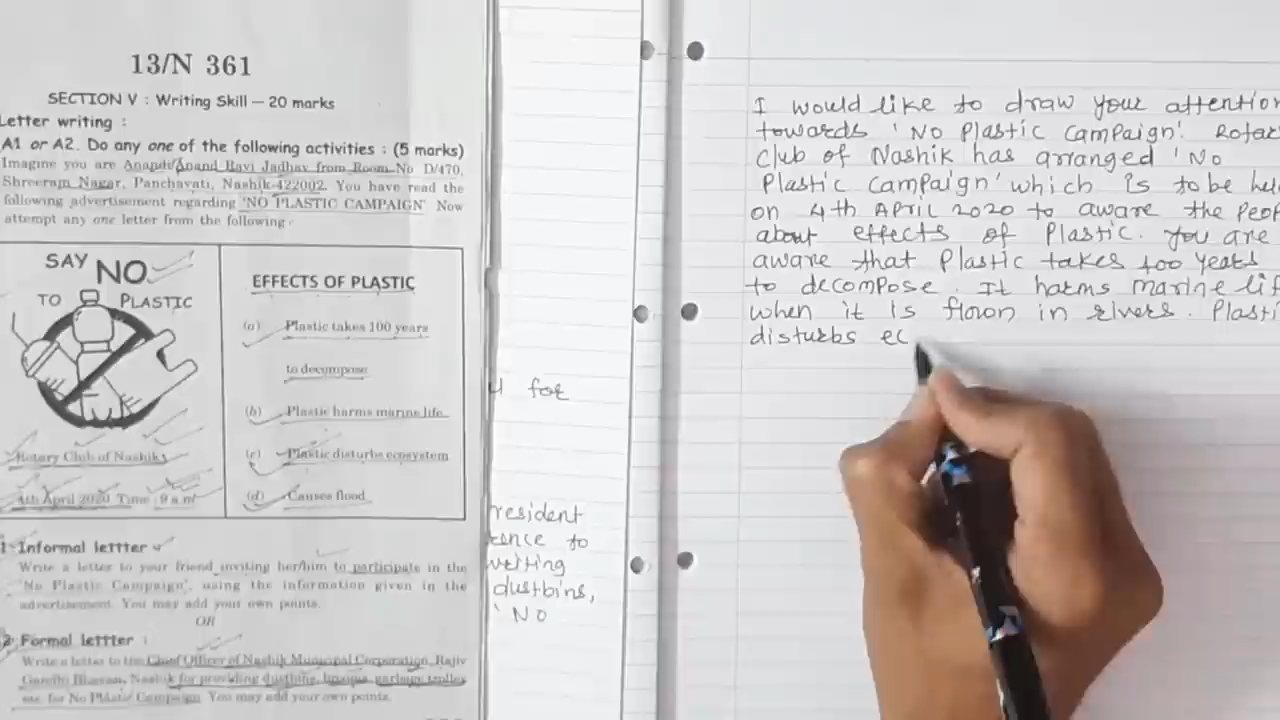 13/N 361
SECTION V : Writing Skill — 20 marks
Letter writing :
A1 or A2. Do any one of the following activities : (5 marks)
Imagine you are Anandi/Anand Ravi Jadhav from Room No D/470,
Shreeram Nagar, Panchavati, Nashik-422002. You have read the
following advertisement regarding 'NO PLASTIC CAMPAIGN' Now
attempt any one letter from the following :
SAY NO
TO PLASTIC
Rotary Club of Nashik
4th April 2020 Time : 9 a.m
EFFECTS OF PLASTIC
(a) Plastic takes 100 years
to decompose
(b) Plastic harms marine life
(c) Plastic disturbs ecosystem
(d) Causes flood
1 Informal lettter
Write a letter to your friend inviting her/him to participate in the
'No Plastic Campaign', using the information given in the
advertisement. You may add your own points.
OR
2 Formal lettter :
Write a letter to the Chief Officer of Nashik Municipal Corporation, Rajiv
Gandhi Bhavan, Nashik for providing dustbins, garbage trolley
etc. for No Plastic Campaign. You may add your own points.
for
resident
ence to
writing
dustbins,
'No
I would like to draw your attention
towards 'No Plastic Campaign'. Rotar
club of Nashik has arranged 'No
Plastic Campaign' which is to be hel
on 4th APRIL 2020 to aware the peop
about effects of Plastic. You are
aware that Plastic takes 100 years
to decompose. It harms marine lif
when it is flown in rivers. Plasti
disturbs ec